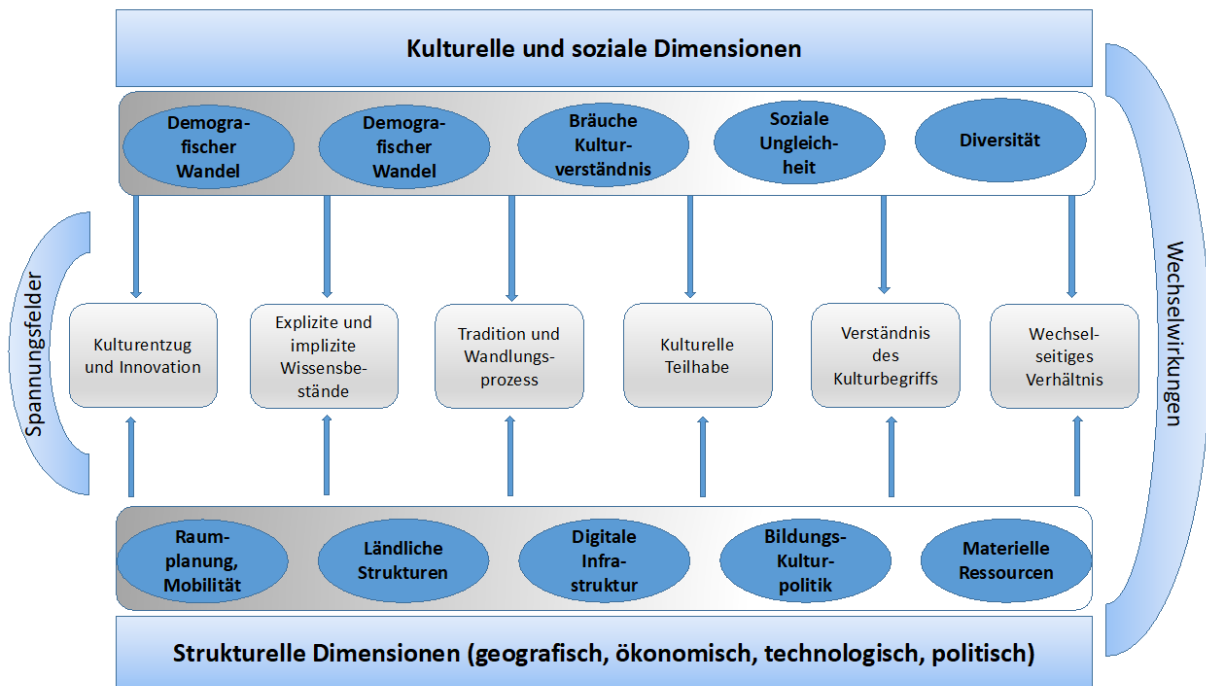 Kulturelle und soziale Dimensionen
Demogra-
fischer
Wandel
Demogra-
fischer
Wandel
Bräuche
Kultur-
verständnis
Soziale
Ungleich-
heit
Diversität
Spannungsfelder
Kulturentzug
und Innovation
Explizite und
implizite
Wissensbe-
stände
Tradition und
Wandlungs-
prozess
Kulturelle
Teilhabe
Verständnis
des
Kulturbegriffs
Wechsel-
seitiges
Verhältnis
Wechselwirkungen
Raum-
planung,
Mobilität
Ländliche
Strukturen
Digitale
Infra-
struktur
Bildungs-
Kultur-
politik
Materielle
Ressourcen
Strukturelle Dimensionen (geografisch, ökonomisch, technologisch, politisch)